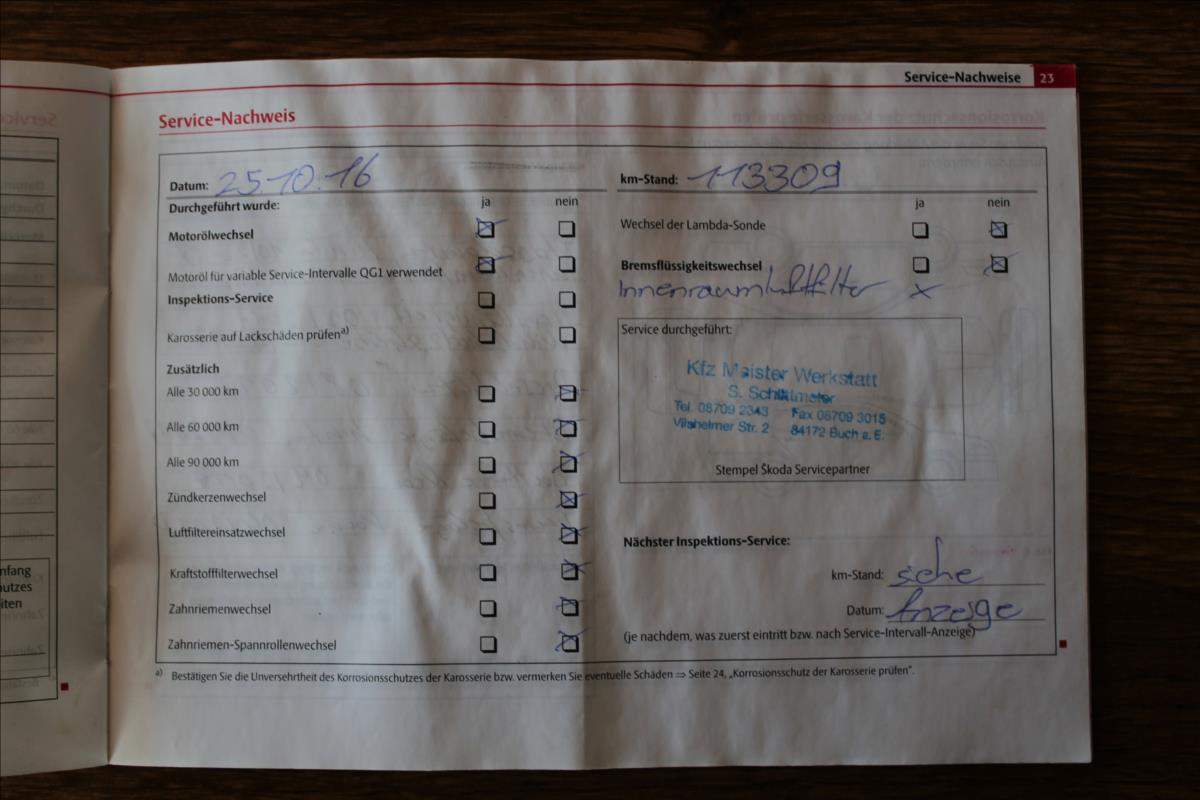 Service-Nachweise 23
Service-Nachweis
Datum: 25.10.16
Durchgeführt wurde: ja nein
Motorölwechsel
Motoröl für variable Service-Intervalle QG1 verwendet
Inspektions-Service
Karosserie auf Lackschäden prüfen a)
Zusätzlich
Alle 30 000 km
Alle 60 000 km
Alle 90 000 km
Zündkerzenwechsel
Luftfiltereinsatzwechsel
Kraftstofffilterwechsel
Zahnriemenwechsel
Zahnriemen-Spannrollenwechsel
km-Stand: 113309
ja nein
Wechsel der Lambda-Sonde
Bremsflüssigkeitswechsel
Innenraumluftfilter x
Service durchgeführt:
Kfz Meister Werkstatt
S.
Tel. 08709 2343 Fax 08709 3015
Vilsheimer Str. 2 84172 Buch a. E.
Stempel Škoda Servicepartner
Nächster Inspektions-Service:
km-Stand: siehe
Datum: Anzeige
(je nachdem, was zuerst eintritt bzw. nach Service-Intervall-Anzeige)
a) Bestätigen Sie die Unversehrtheit des Korrosionsschutzes der Karosserie bzw. vermerken Sie eventuelle Schäden ⇒ Seite 24, „Korrosionsschutz der Karosserie prüfen“.
nfang
utzes
iten